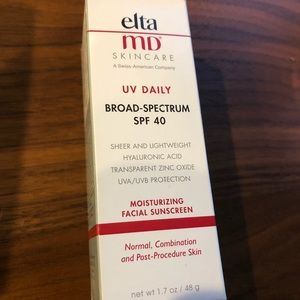 elta
MD®
SKINCARE
A Swiss-American Company
UV DAILY
BROAD-SPECTRUM
SPF 40
SHEER AND LIGHTWEIGHT
HYALURONIC ACID
TRANSPARENT ZINC OXIDE
UVA/UVB PROTECTION
MOISTURIZING
FACIAL SUNSCREEN
Normal, Combination
and Post-Procedure Skin
net wt 1.7 oz / 48 g